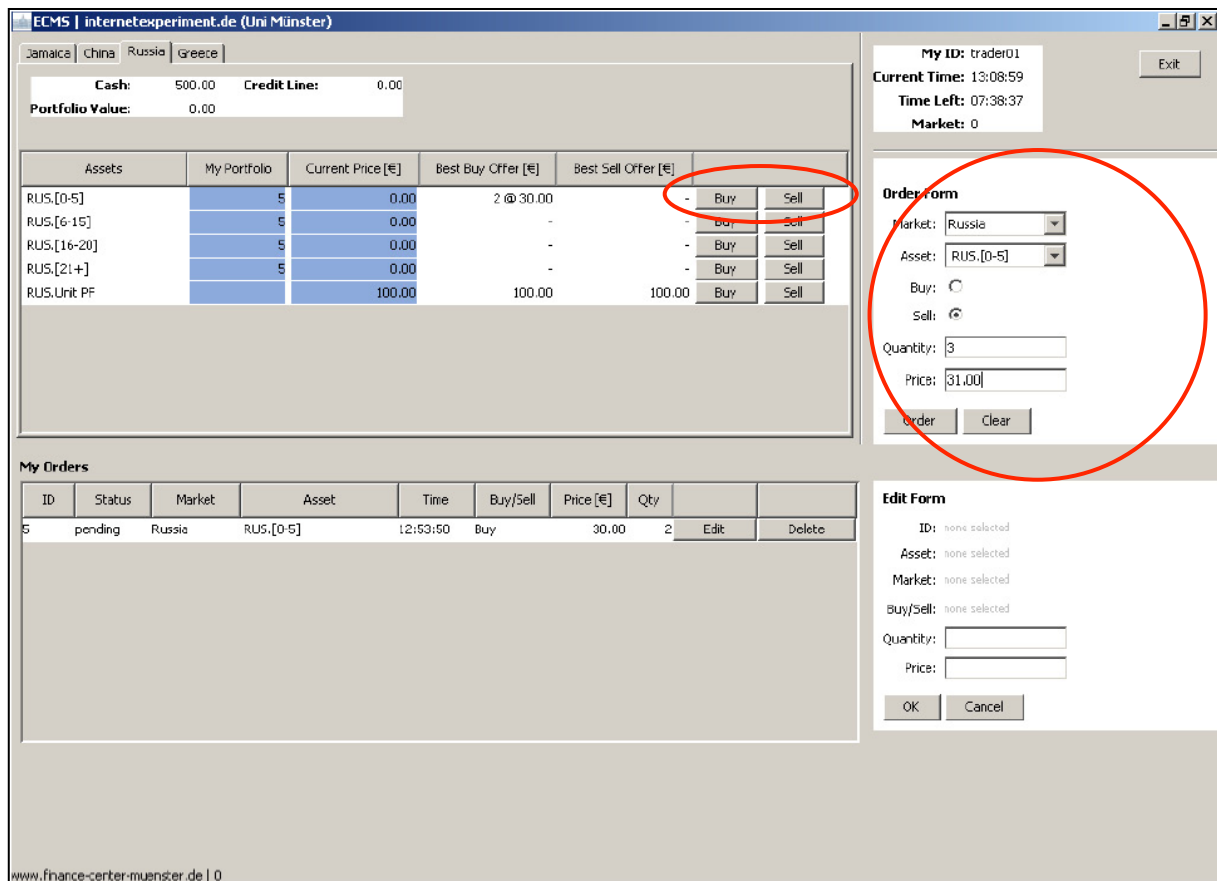 ECMS | internetexperiment.de (Uni Münster)
Jamaica China Russia Greece
Cash: 500.00 Credit Line: 0.00
Portfolio Value: 0.00
My ID: trader01
Current Time: 13:08:59
Time Left: 07:38:37
Market: 0
Exit
Assets My Portfolio Current Price [€] Best Buy Offer [€] Best Sell Offer [€]
RUS.[0-5] 5 0.00 2 @ 30.00 - Buy Sell
RUS.[6-15] 5 0.00 - - Buy Sell
RUS.[16-20] 5 0.00 - - Buy Sell
RUS.[21+] 5 0.00 - - Buy Sell
RUS.Unit PF 100.00 100.00 100.00 Buy Sell
Order Form
Market: Russia
Asset: RUS.[0-5]
Buy:
Sell:
Quantity: 3
Price: 31.00
Order Clear
My Orders
ID Status Market Asset Time Buy/Sell Price [€] Qty
5 pending Russia RUS.[0-5] 12:53:50 Buy 30.00 2 Edit Delete
Edit Form
ID: none selected
Asset: none selected
Market: none selected
Buy/Sell: none selected
Quantity:
Price:
OK Cancel
www.finance-center-muenster.de | 0